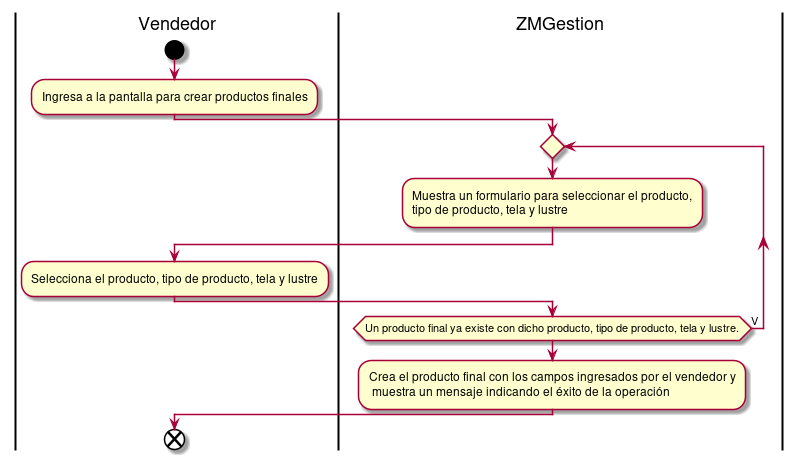 Vendedor
ZMGestion
Ingresa a la pantalla para crear productos finales
Muestra un formulario para seleccionar el producto,
tipo de producto, tela y lustre
Selecciona el producto, tipo de producto, tela y lustre
Un producto final ya existe con dicho producto, tipo de producto, tela y lustre.
V
Crea el producto final con los campos ingresados por el vendedor y
muestra un mensaje indicando el éxito de la operación